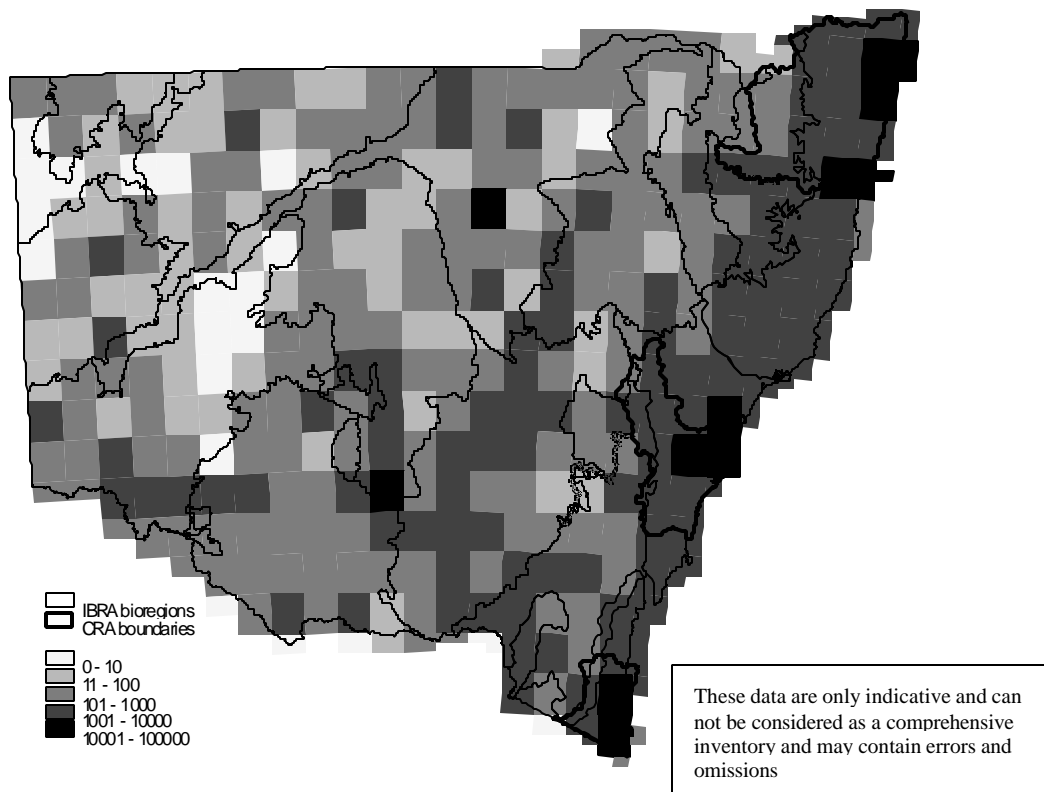 IBRA bioregions
CRA boundaries
0 - 10
11 - 100
101 - 1000
1001 - 10000
10001 - 100000
These data are only indicative and can
not be considered as a comprehensive
inventory and may contain errors and
omissions